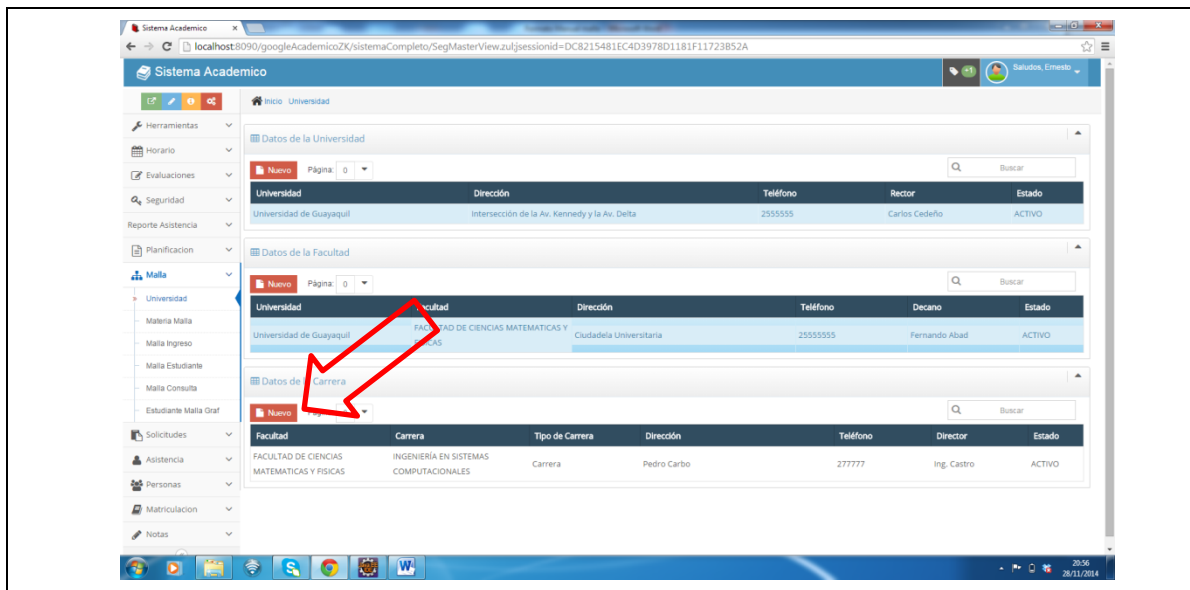 Sistema Academico
localhost:8090/googleAcademicoZK/sistemaCompleto/SegMasterView.zul;jsessionid=DC8215481EC4D3978D1181F11723B52A
Sistema Academico
+1
Saludos, Ernesto
Inicio Universidad
Herramientas
Horario
Evaluaciones
Seguridad
Reporte Asistencia
Planificacion
Malla
Universidad
Materia Malla
Malla Ingreso
Malla Estudiante
Malla Consulta
Estudiante Malla Graf
Solicitudes
Asistencia
Personas
Matriculacion
Notas
Datos de la Universidad
Nuevo Página: 0 Buscar
Universidad Dirección Teléfono Rector Estado
Universidad de Guayaquil Intersección de la Av. Kennedy y la Av. Delta 2555555 Carlos Cedeño ACTIVO
Datos de la Facultad
Nuevo Página: 0 Buscar
Universidad Facultad Dirección Teléfono Decano Estado
Universidad de Guayaquil FACULTAD DE CIENCIAS MATEMATICAS Y FISICAS Ciudadela Universitaria 25555555 Fernando Abad ACTIVO
Datos de la Carrera
Nuevo Buscar
Facultad Carrera Tipo de Carrera Dirección Teléfono Director Estado
FACULTAD DE CIENCIAS MATEMATICAS Y FISICAS INGENIERÍA EN SISTEMAS COMPUTACIONALES Carrera Pedro Carbo 277777 Ing. Castro ACTIVO
20:56
28/11/2014